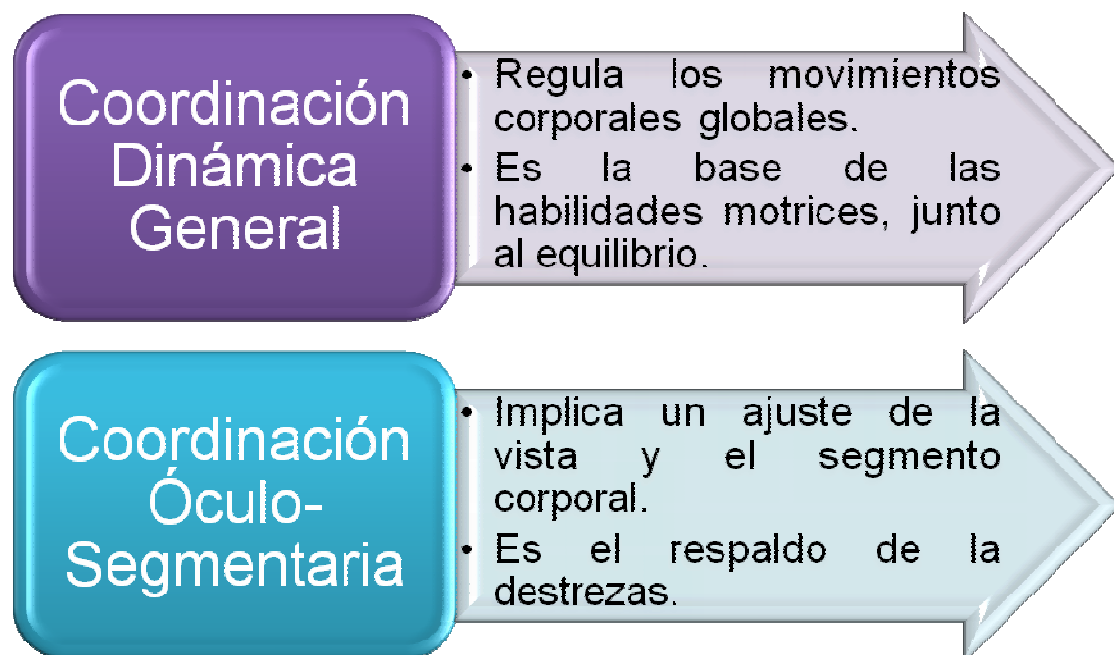 Coordinación
Dinámica
General
• Regula los movimientos
corporales globales.
• Es la base de las
habilidades motrices, junto
al equilibrio.
Coordinación
Óculo-
Segmentaria
• Implica un ajuste de la
vista y el segmento
corporal.
• Es el respaldo de la
destrezas.